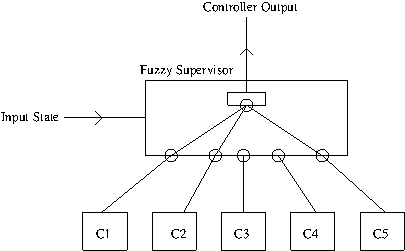 Controller Output
Fuzzy Supervisor
Input State
C1 C2 C3 C4 C5